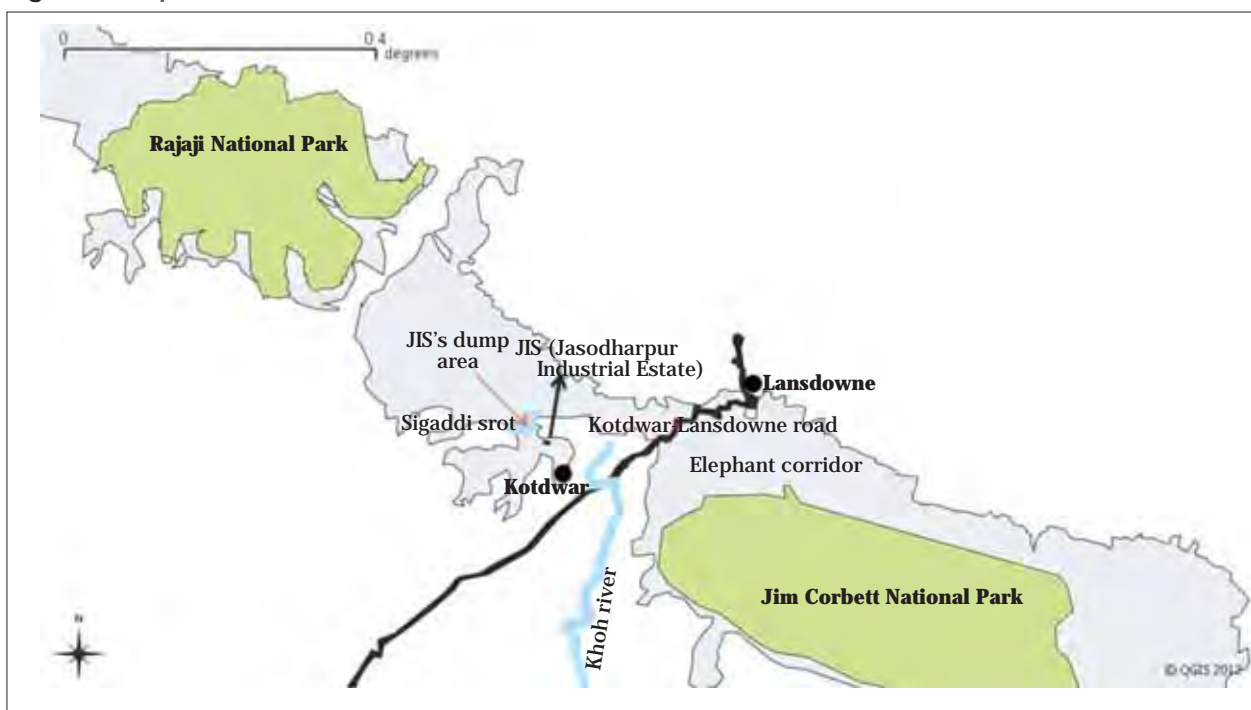 0 0 4
degrees
Rajaji National Park
JIS's dump
area
JIS (Jasodharpur
Industrial Estate)
Lansdowne
Sigaddi srot
Kotdwar-Lansdowne road
Elephant corridor
Kotdwar
Khoh river
Jim Corbett National Park
N
© QGIS 2012